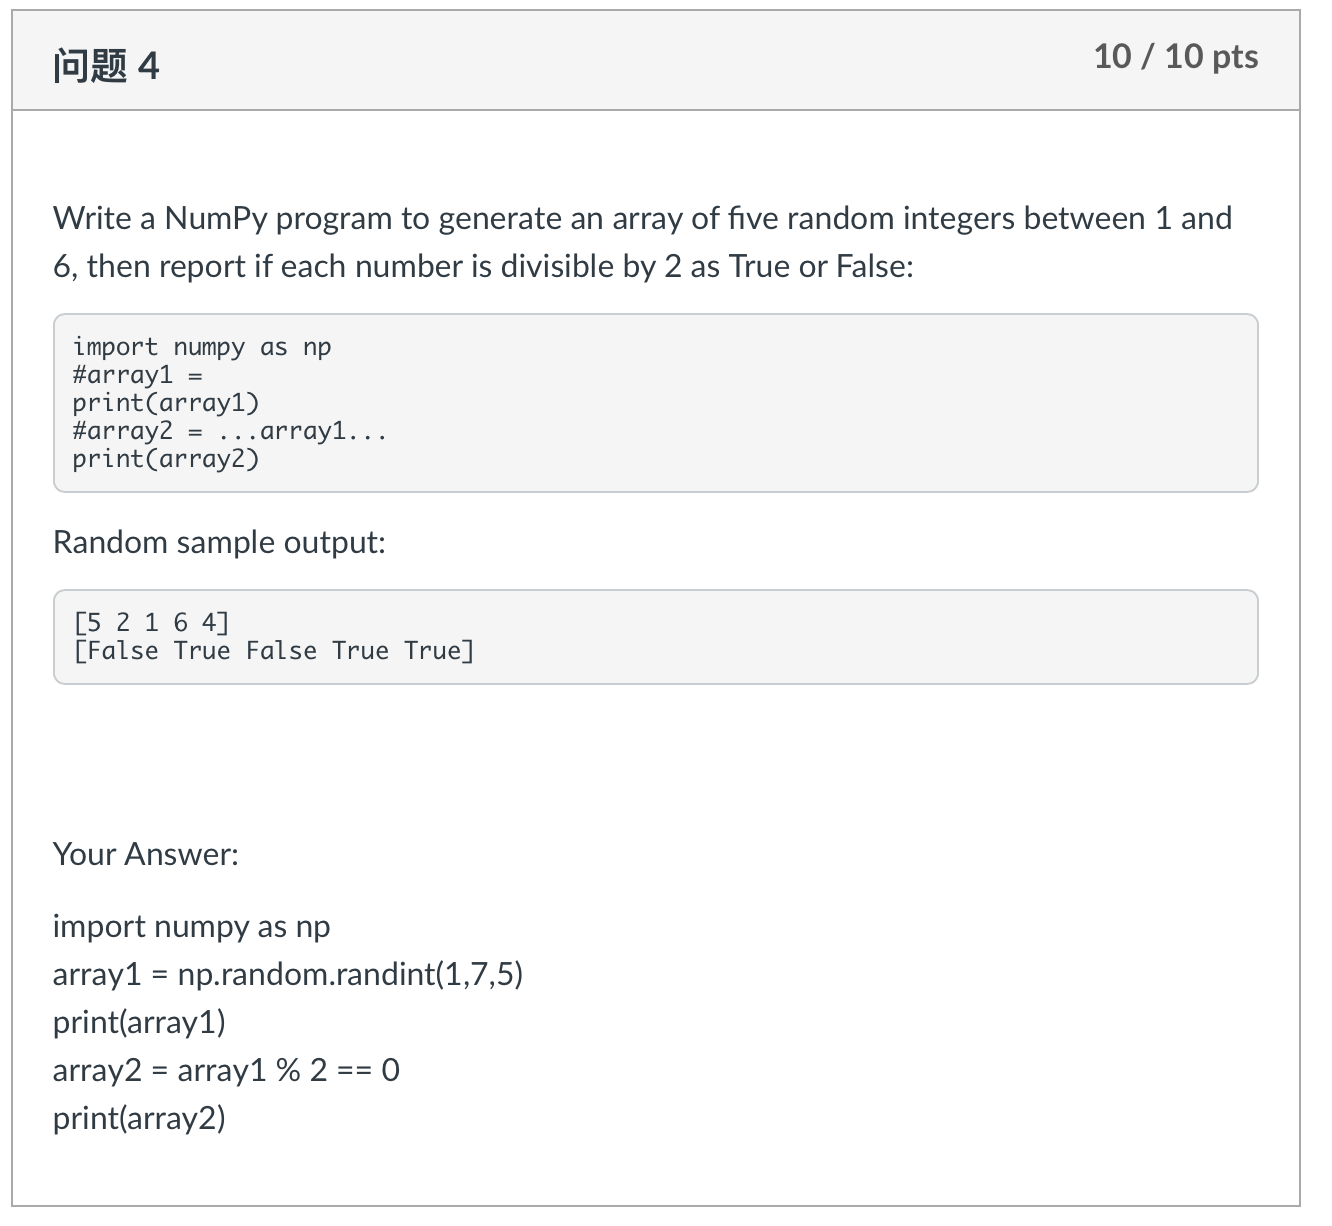 问题 4
10 / 10 pts
Write a NumPy program to generate an array of five random integers between 1 and
6, then report if each number is divisible by 2 as True or False:
import numpy as np
#array1 =
print(array1)
#array2 = ...array1...
print(array2)
Random sample output:
[5 2 1 6 4]
[False True False True True]
Your Answer:
import numpy as np
array1 = np.random.randint(1,7,5)
print(array1)
array2 = array1 % 2 == 0
print(array2)